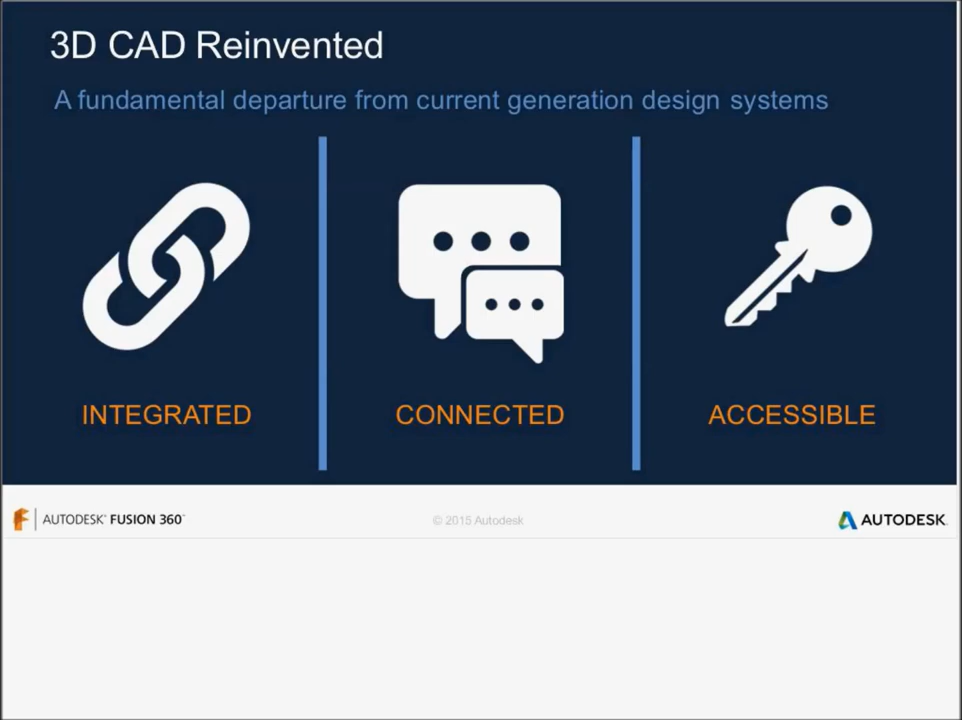 3D CAD Reinvented
A fundamental departure from current generation design systems
INTEGRATED
CONNECTED
ACCESSIBLE
AUTODESK® FUSION 360™
© 2015 Autodesk
AUTODESK.